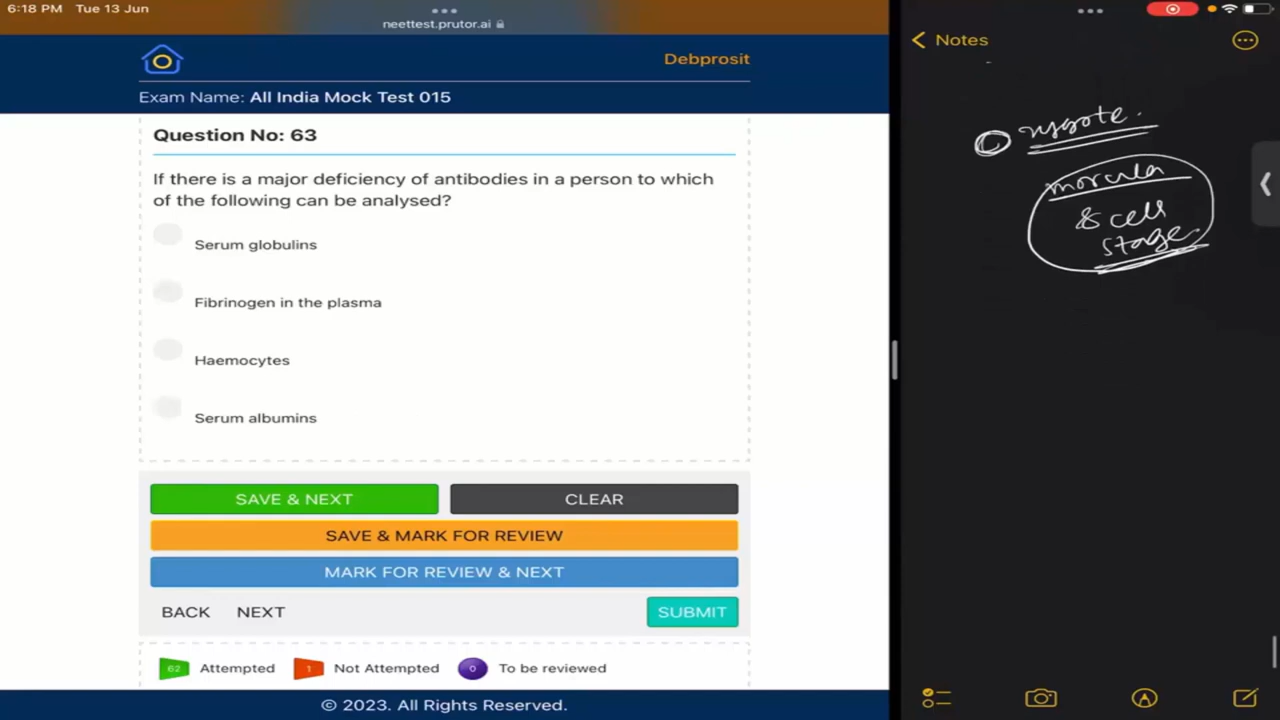 6:18 PM Tue 13 Jun
neettest.prutor.ai
Debprosit
Exam Name: All India Mock Test 015
Question No: 63
If there is a major deficiency of antibodies in a person to which
of the following can be analysed?
Serum globulins
Fibrinogen in the plasma
Haemocytes
Serum albumins
SAVE & NEXT
CLEAR
SAVE & MARK FOR REVIEW
MARK FOR REVIEW & NEXT
BACK NEXT
SUBMIT
62 Attempted
1 Not Attempted
0 To be reviewed
© 2023. All Rights Reserved.
Notes
zygote.
morula
8 cell
stage